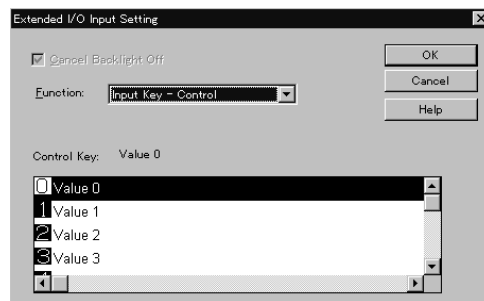 Extended I/O Input Setting
Cancel Backlight Off
OK
Function: Input Key - Control
Cancel
Help
Control Key: Value 0
0 Value 0
1 Value 1
2 Value 2
3 Value 3